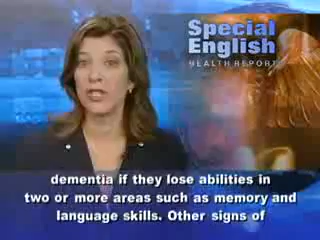 Special
English
HEALTH REPORT
dementia if they lose abilities in
two or more areas such as memory and
language skills. Other signs of